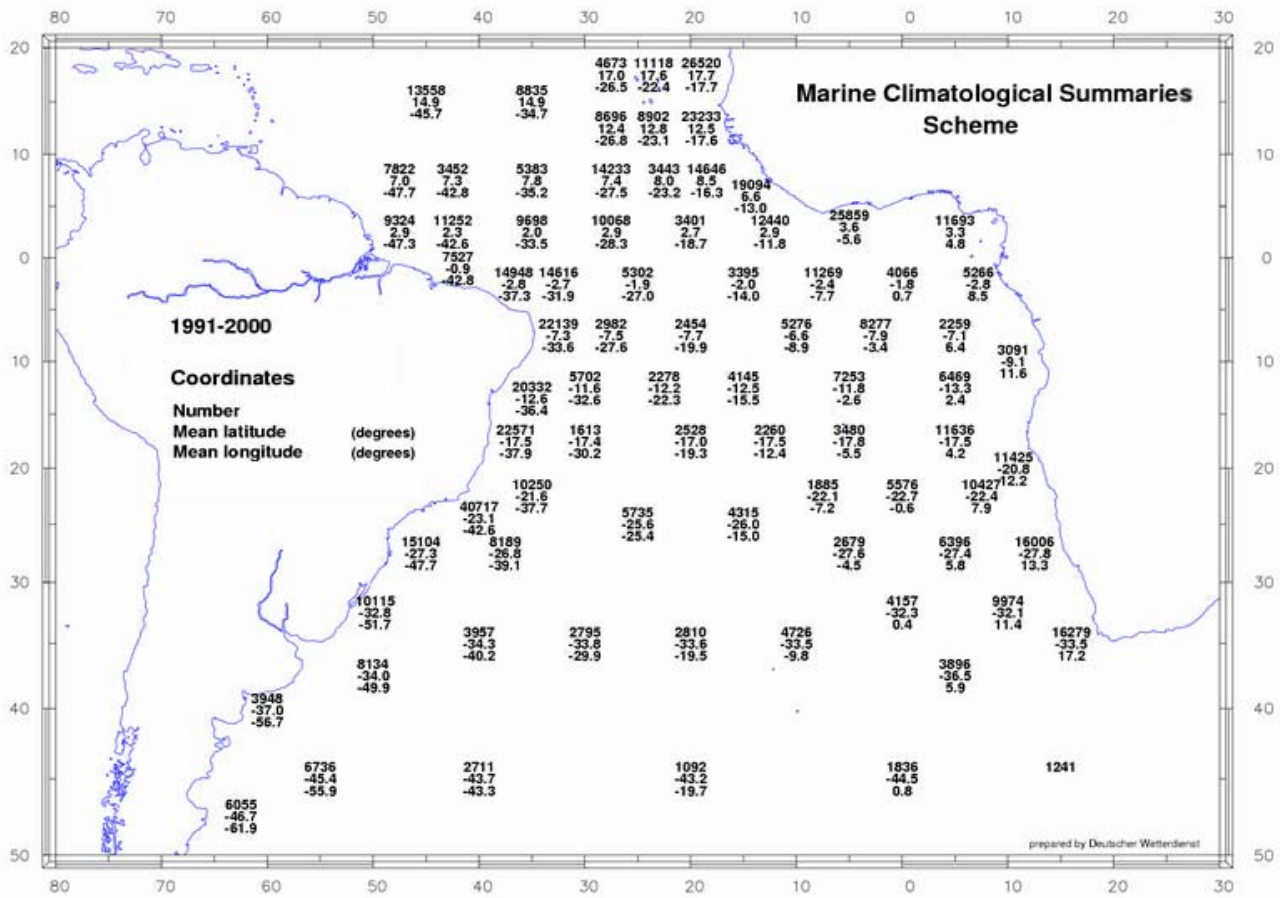 80 70 60 50 40 30 20 10 0 10 20 30
20 20
4673 11118 26520
17.0 17.6 17.7
-26.5 -22.4 -17.7
13558 8835
14.9 14.9
-45.7 -34.7
Marine Climatological Summaries
Scheme
8696 8902 23233
12.4 12.8 12.5
-26.8 -23.1 -17.6
10 10
7822 3452 5383 14233 3443 14646
7.0 7.3 7.8 7.4 8.0 8.5
-47.7 -42.8 -35.2 -27.5 -23.2 -16.3
19094
6.6
-13.0
9324 11252 9698 10068 3401 12440 25859 11693
2.9 2.3 2.0 2.9 2.7 2.9 3.6 3.3
-47.3 -42.6 -33.5 -28.3 -18.7 -11.8 -5.6 4.8
0 0
7527
-0.9
-42.8
14948 14616 5302 3395 11269 4066 5266
-2.8 -2.7 -1.9 -2.0 -2.4 -1.8 -2.8
-37.3 -31.9 -27.0 -14.0 -7.7 0.7 8.5
1991-2000
22139 2982 2454 5276 8277 2259
-7.3 -7.5 -7.7 -6.6 -7.9 -7.1
-33.6 -27.6 -19.9 -8.9 -3.4 6.4
3091
-9.1
11.6
10 10
Coordinates
Number
Mean latitude (degrees)
Mean longitude (degrees)
20332
-12.6
-36.4
5702 2278 4145 7253 6469
-11.6 -12.2 -12.5 -11.8 -13.3
-32.6 -22.3 -15.5 -2.6 2.4
22571 1613 2528 2260 3480 11636
-17.5 -17.4 -17.0 -17.5 -17.8 -17.5
-37.9 -30.2 -19.3 -12.4 -5.5 4.2
11425
-20.8
12.2
20 20
10250 1885 5576 10427
-21.6 -22.1 -22.7 -22.4
-37.7 -7.2 -0.6 7.9
40717
-23.1
-42.6
5735 4315
-25.6 -26.0
-25.4 -15.0
15104 8189 2679 6396 16006
-27.3 -26.8 -27.6 -27.4 -27.8
-47.7 -39.1 -4.5 5.8 13.3
30 30
10115 4157 9974
-32.8 -32.3 -32.1
-51.7 0.4 11.4
3957 2795 2810 4726 16279
-34.3 -33.8 -33.6 -33.5 -33.5
-40.2 -29.9 -19.5 -9.8 17.2
8134 3896
-34.0 -36.5
-49.9 5.9
3948
-37.0
-56.7
40 40
6736 2711 1092 1836 1241
-45.4 -43.7 -43.2 -44.5
-55.9 -43.3 -19.7 0.8
6055
-46.7
-61.9
prepared by Deutscher Wetterdienst
50 50
80 70 60 50 40 30 20 10 0 10 20 30